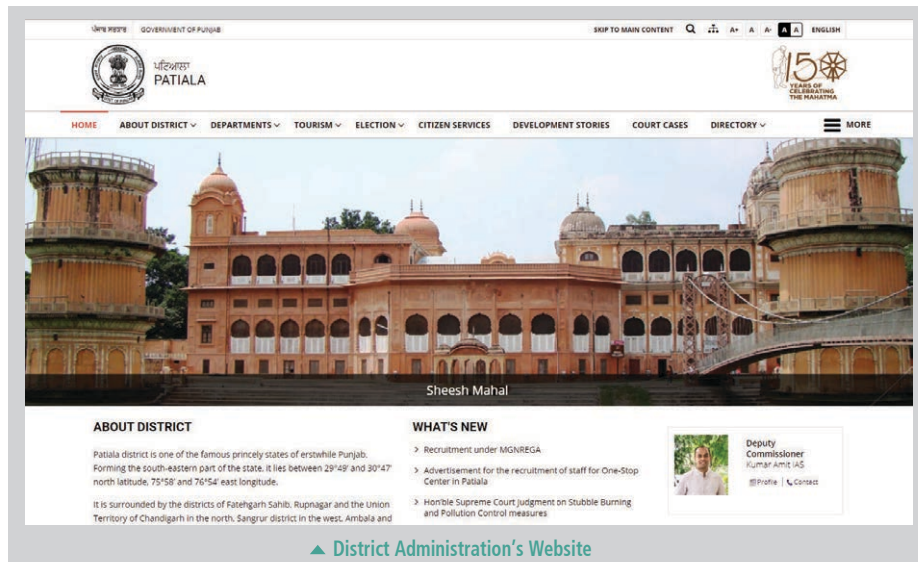 ਪੰਜਾਬ ਸਰਕਾਰ GOVERNMENT OF PUNJAB SKIP TO MAIN CONTENT A+ A A- A A ENGLISH
ਪਟਿਆਲਾ
PATIALA
150
YEARS OF
CELEBRATING
THE MAHATMA
HOME ABOUT DISTRICT DEPARTMENTS TOURISM ELECTION CITIZEN SERVICES DEVELOPMENT STORIES COURT CASES DIRECTORY MORE
Sheesh Mahal
ABOUT DISTRICT
Patiala district is one of the famous princely states of erstwhile Punjab.
Forming the south-eastern part of the state, it lies between 29°49' and 30°47'
north latitude, 75°58' and 76°54' east longitude.
It is surrounded by the districts of Fatehgarh Sahib, Rupnagar and the Union
Territory of Chandigarh in the north, Sangrur district in the west, Ambala and
WHAT'S NEW
> Recruitment under MGNREGA
> Advertisement for the recruitment of staff for One-Stop
Center in Patiala
> Hon'ble Supreme Court Judgment on Stubble Burning
and Pollution Control measures
Deputy
Commissioner
Kumar Amit IAS
Profile | Contact
▲ District Administration's Website